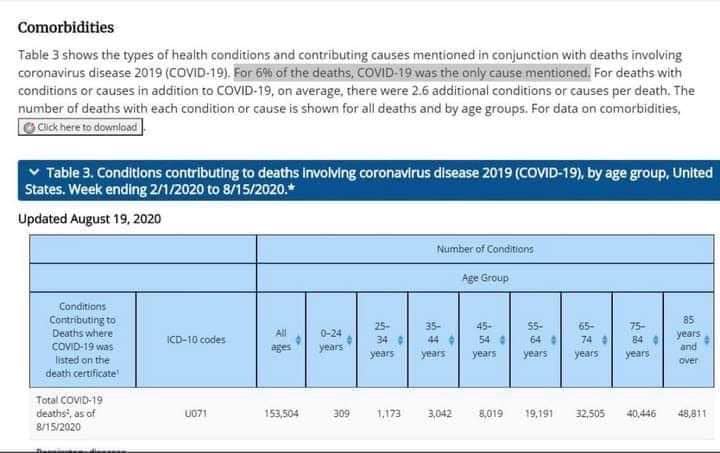 Comorbidities
Table 3 shows the types of health conditions and contributing causes mentioned in conjunction with deaths involving
coronavirus disease 2019 (COVID-19). For 6% of the deaths, COVID-19 was the only cause mentioned. For deaths with
conditions or causes in addition to COVID-19, on average, there were 2.6 additional conditions or causes per death. The
number of deaths with each condition or cause is shown for all deaths and by age groups. For data on comorbidities,
Click here to download.
Table 3. Conditions contributing to deaths involving coronavirus disease 2019 (COVID-19), by age group, United
States. Week ending 2/1/2020 to 8/15/2020.*
Updated August 19, 2020
Number of Conditions
Age Group
Conditions
Contributing to
Deaths where
COVID-19 was
listed on the
death certificate¹
ICD-10 codes
All
ages
0–24
years
25–
34
years
35–
44
years
45–
54
years
55–
64
years
65–
74
years
75–
84
years
85
years
and
over
Total COVID-19
deaths², as of
8/15/2020
U071
153,504
309
1,173
3,042
8,019
19,191
32,505
40,446
48,811